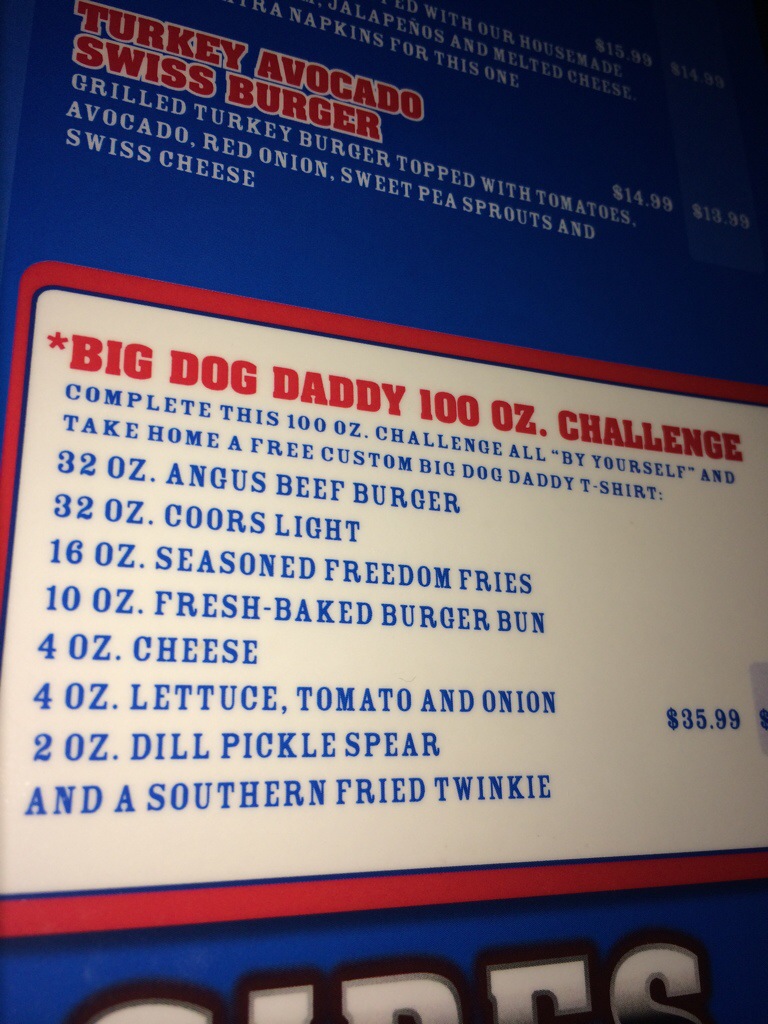 WITH OUR HOUSEMADE
JALAPEÑOS AND MELTED CHEESE.
NAPKINS FOR THIS ONE
$15.99 $14.99
TURKEY AVOCADO
SWISS BURGER
GRILLED TURKEY BURGER TOPPED WITH TOMATOES,
AVOCADO, RED ONION, SWEET PEA SPROUTS AND
SWISS CHEESE
$14.99 $13.99
*BIG DOG DADDY 100 OZ. CHALLENGE
COMPLETE THIS 100 OZ. CHALLENGE ALL "BY YOURSELF" AND
TAKE HOME A FREE CUSTOM BIG DOG DADDY T-SHIRT:
32 OZ. ANGUS BEEF BURGER
32 OZ. COORS LIGHT
16 OZ. SEASONED FREEDOM FRIES
10 OZ. FRESH-BAKED BURGER BUN
4 OZ. CHEESE
4 OZ. LETTUCE, TOMATO AND ONION
2 OZ. DILL PICKLE SPEAR
$35.99 $
AND A SOUTHERN FRIED TWINKIE